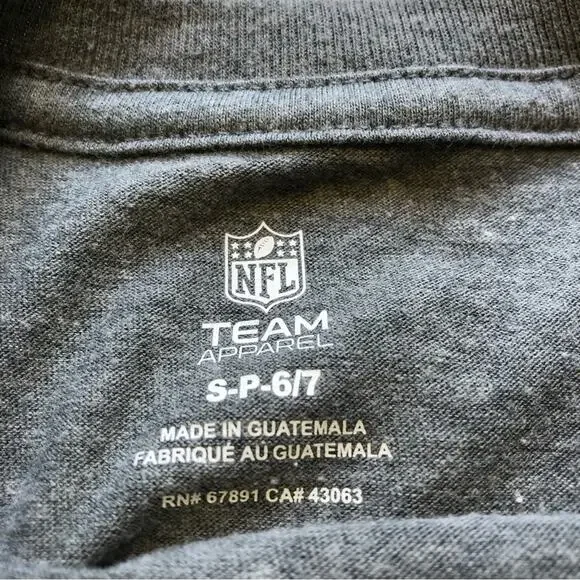 NFL
TEAM
APPAREL
S-P-6/7
MADE IN GUATEMALA
FABRIQUÉ AU GUATEMALA
RN# 67891 CA# 43063